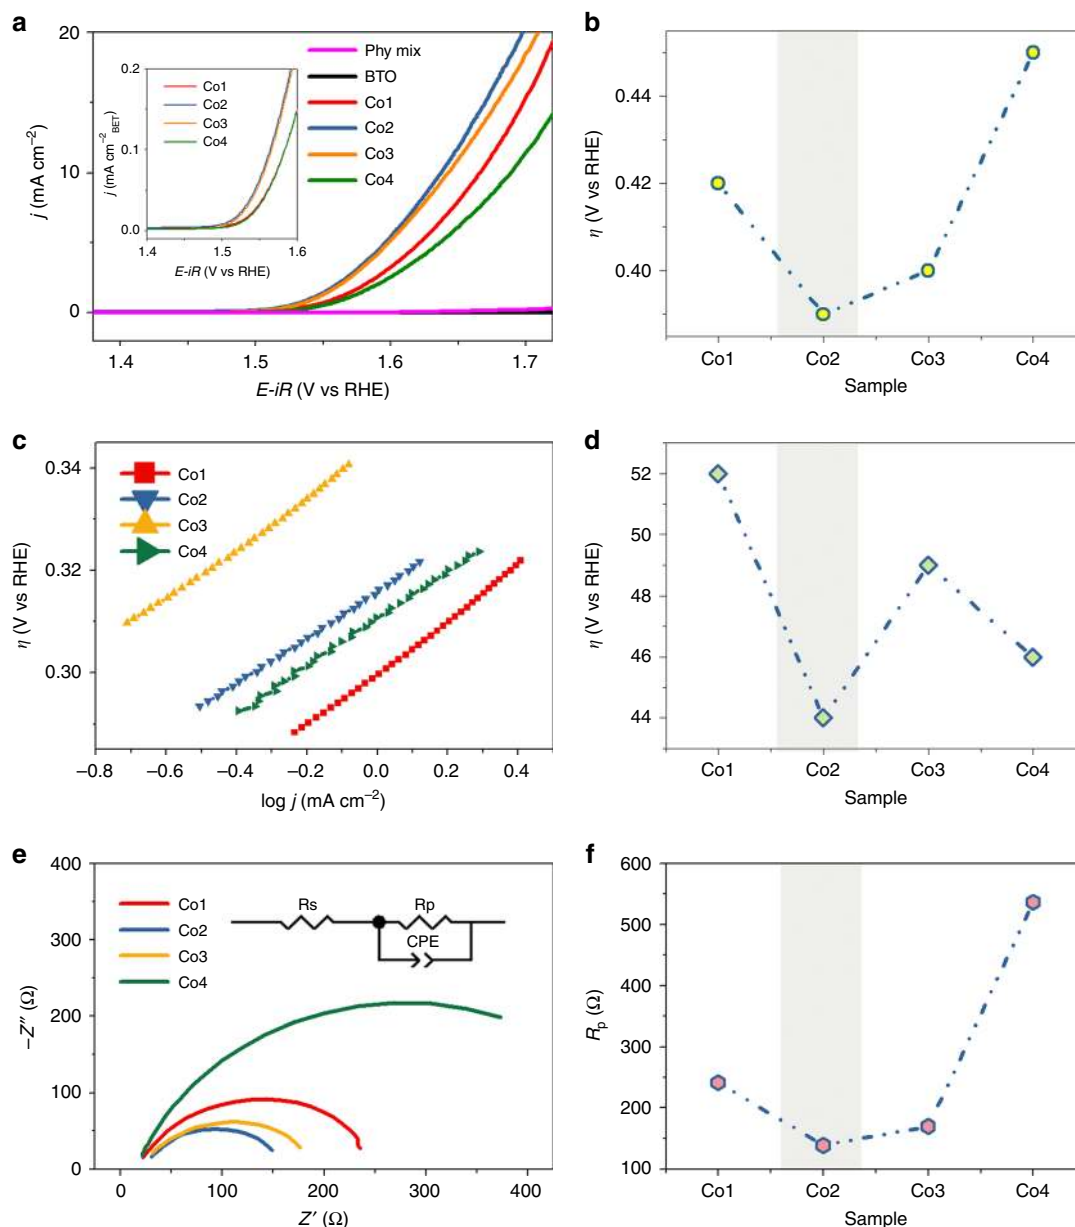 a
20
10
0
j (mA cm−2)
1.4
1.5
1.6
1.7
E-iR (V vs RHE)
Phy mix
BTO
Co1
Co2
Co3
Co4
0.2
0.1
0.0
j (mA cm−2BET)
Co1
Co2
Co3
Co4
1.4
1.5
1.6
E-iR (V vs RHE)
b
0.44
0.42
0.40
η (V vs RHE)
Co1
Co2
Co3
Co4
Sample
c
0.34
0.32
0.30
η (V vs RHE)
Co1
Co2
Co3
Co4
−0.8
−0.4
0.0
0.4
log j (mA cm−2)
d
52
50
48
46
44
η (V vs RHE)
Co1
Co2
Co3
Co4
Sample
e
400
300
200
100
0
−Z″ (Ω)
Co1
Co2
Co3
Co4
Rs
Rp
CPE
0
100
200
300
400
Z′ (Ω)
f
600
500
400
300
200
100
Rp (Ω)
Co1
Co2
Co3
Co4
Sample